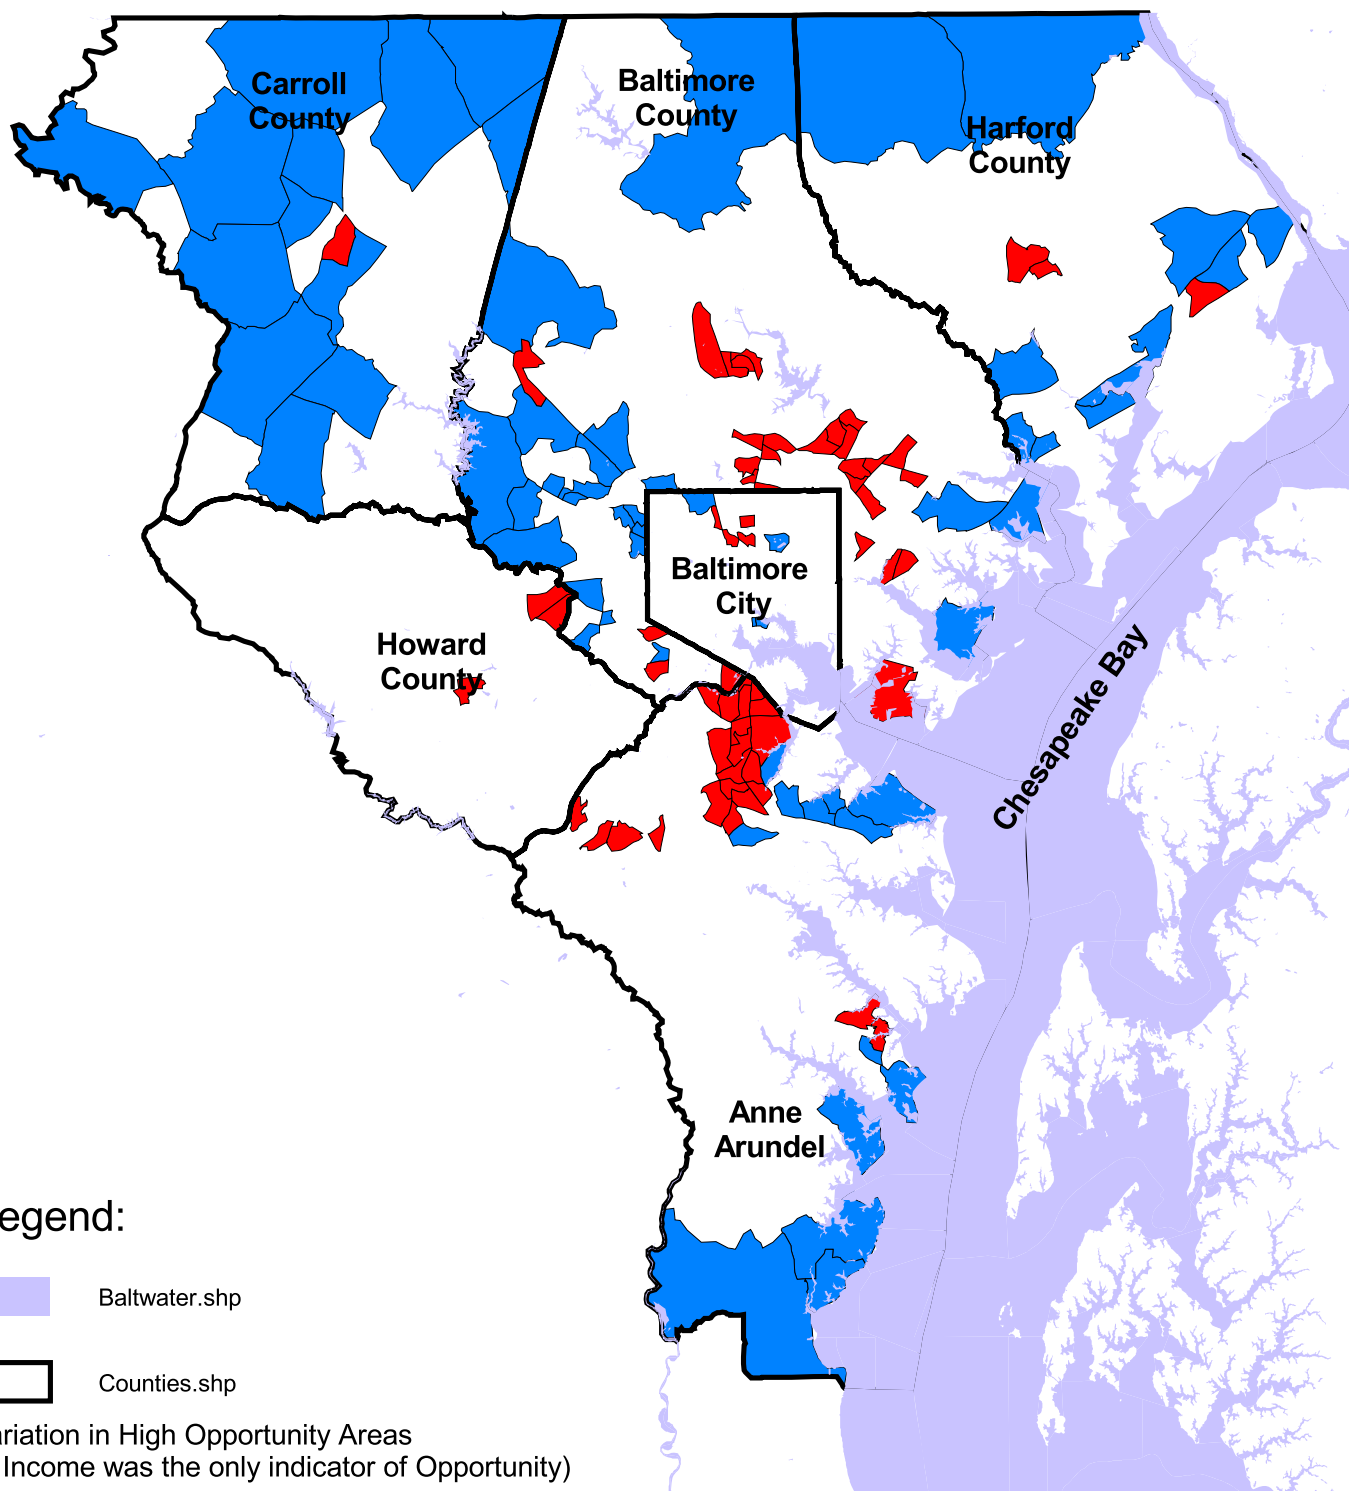 Carroll
County
Baltimore
County
Harford
County
Baltimore
City
Howard
County
Chesapeake Bay
Anne
Arundel
egend:
Baltwater.shp
Counties.shp
ariation in High Opportunity Areas
Income was the only indicator of Opportunity)